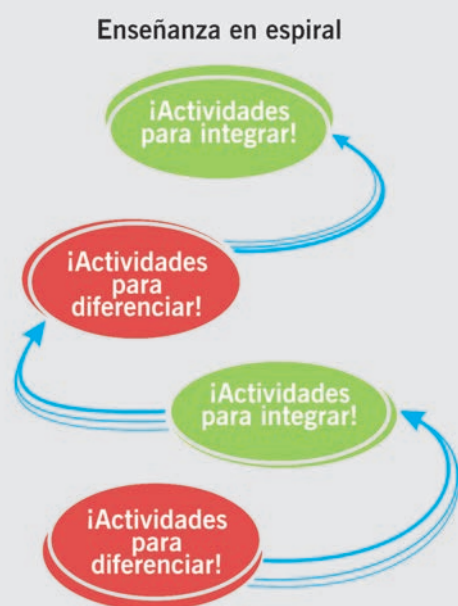 Enseñanza en espiral
¡Actividades
para integrar!
¡Actividades
para
diferenciar!
¡Actividades
para integrar!
¡Actividades
para
diferenciar!